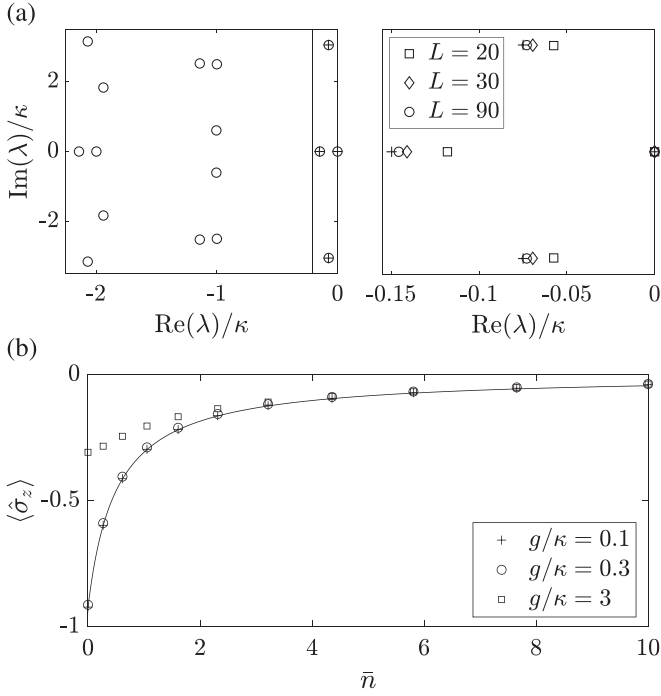 (a)
Im(λ)/κ
2
0
-2
-2
-1
0
Re(λ)/κ
L = 20
L = 30
L = 90
-0.15
-0.1
-0.05
0
Re(λ)/κ
(b)
⟨σ̂z⟩
0
-0.5
-1
g/κ = 0.1
g/κ = 0.3
g/κ = 3
0
2
4
6
8
10
n̄